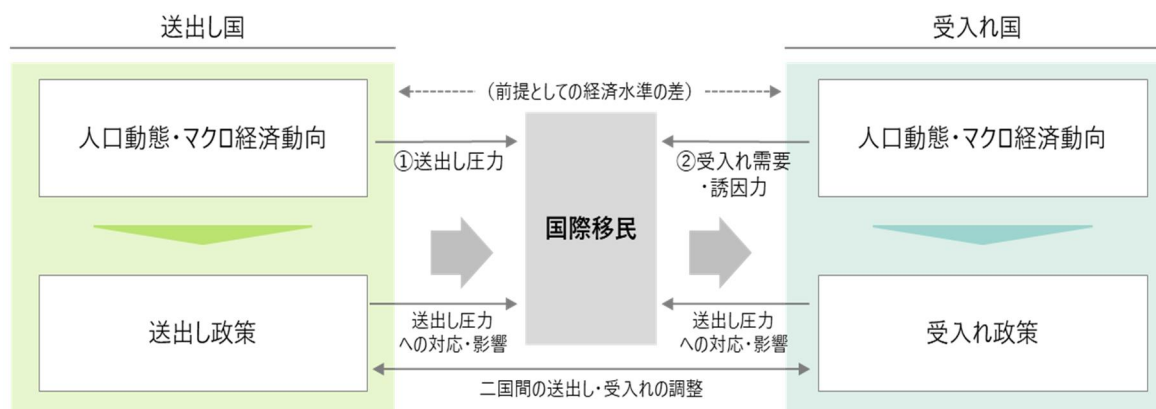 送出し国
受入れ国
(前提としての経済水準の差)
人口動態・マクロ経済動向
人口動態・マクロ経済動向
①送出し圧力
②受入れ需要
・誘因力
国際移民
送出し政策
送出し圧力
への対応・影響
送出し圧力
への対応・影響
受入れ政策
二国間の送出し・受入れの調整